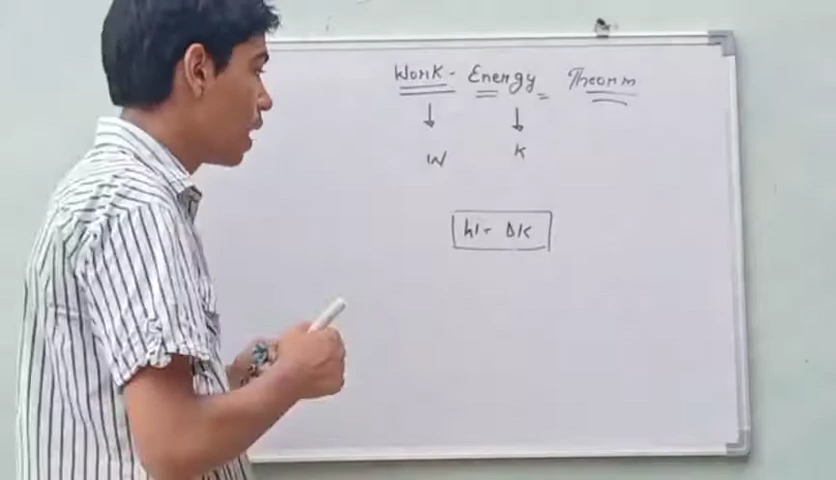 Work - Energy Theorm
↓ ↓
W K
W = ΔK